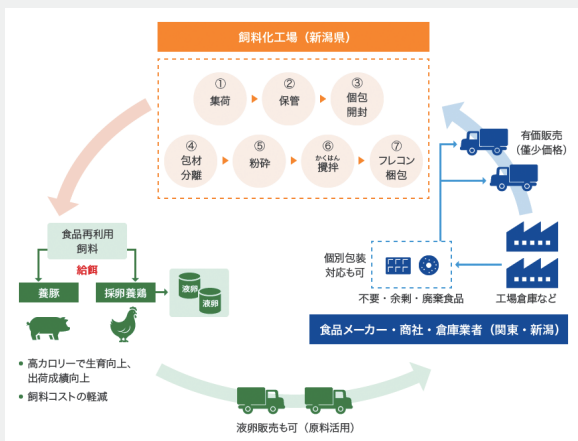 飼料化工場（新潟県）
①
集荷
②
保管
③
個包
開封
④
包材
分離
⑤
粉砕
⑥
かくはん
攪拌
⑦
フレコン
梱包
有価販売
（僅少価格）
食品再利用
飼料
給餌
養豚
採卵養鶏
液卵
液卵
個別包装
対応も可
不要・余剰・廃棄食品
工場倉庫など
食品メーカー・商社・倉庫業者（関東・新潟）
• 高カロリーで生育向上、
出荷成績向上
• 飼料コストの軽減
液卵販売も可（原料活用）